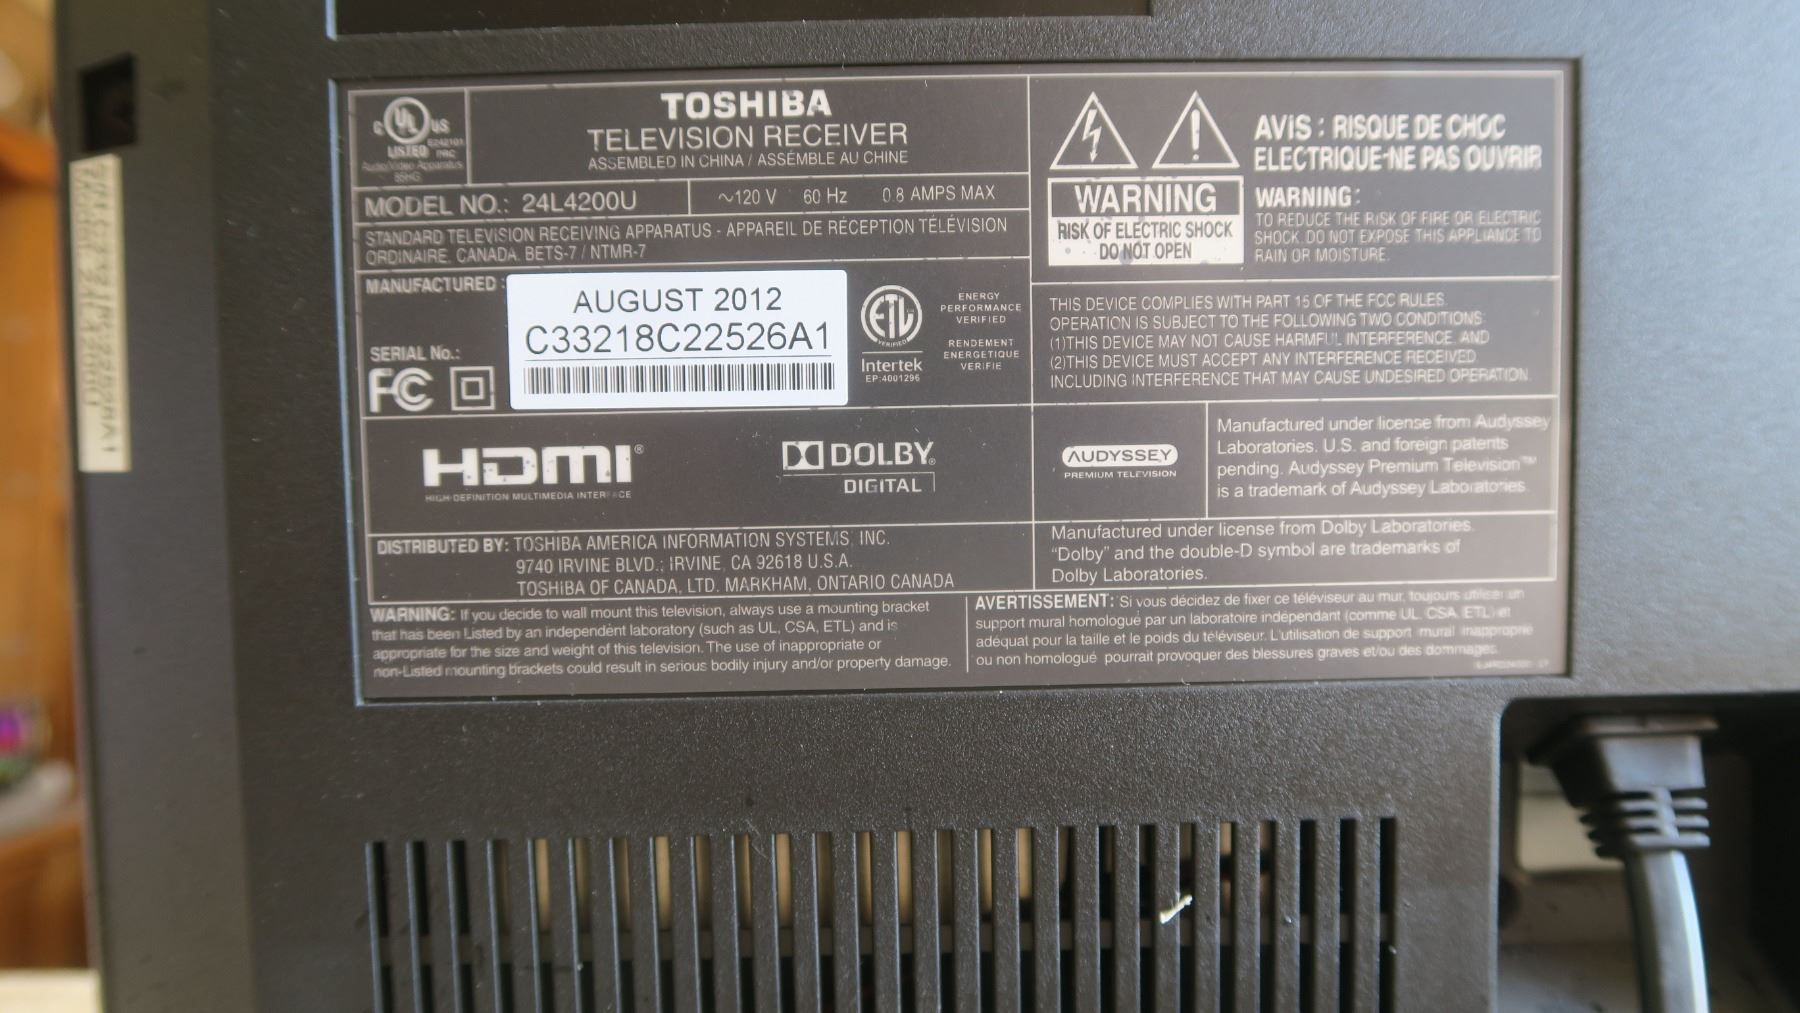 C UL US
LISTED E242101
PRC
Audio/Video Apparatus
TOSHIBA
TELEVISION RECEIVER
ASSEMBLED IN CHINA / ASSÉMBLE AU CHINE
MODEL NO.: 24L4200U
~120 V 60 Hz 0.8 AMPS MAX
STANDARD TELEVISION RECEIVING APPARATUS - APPAREIL DE RÉCEPTION TÉLÉVISION
ORDINAIRE, CANADA BETS-7 / NTMR-7
MANUFACTURED :
AUGUST 2012
SERIAL No.:
C33218C22526A1
FC
ETL
VERIFIED
Intertek
EP:4001296
ENERGY
PERFORMANCE
VERIFIED
RENDEMENT
ENERGETIQUE
VERIFIE
AVIS : RISQUE DE CHOC
ELECTRIQUE-NE PAS OUVRIR
WARNING
RISK OF ELECTRIC SHOCK
DO NOT OPEN
WARNING :
TO REDUCE THE RISK OF FIRE OR ELECTRIC
SHOCK, DO NOT EXPOSE THIS APPLIANCE TO
RAIN OR MOISTURE.
THIS DEVICE COMPLIES WITH PART 15 OF THE FCC RULES.
OPERATION IS SUBJECT TO THE FOLLOWING TWO CONDITIONS:
(1)THIS DEVICE MAY NOT CAUSE HARMFUL INTERFERENCE, AND
(2)THIS DEVICE MUST ACCEPT ANY INTERFERENCE RECEIVED,
INCLUDING INTERFERENCE THAT MAY CAUSE UNDESIRED OPERATION.
HDMI®
HIGH-DEFINITION MULTIMEDIA INTERFACE
DOLBY®
DIGITAL
AUDYSSEY
PREMIUM TELEVISION
Manufactured under license from Audyssey
Laboratories. U.S. and foreign patents
pending. Audyssey Premium Television™
is a trademark of Audyssey Laboratories.
DISTRIBUTED BY: TOSHIBA AMERICA INFORMATION SYSTEMS, INC.
9740 IRVINE BLVD.; IRVINE, CA 92618 U.S.A.
TOSHIBA OF CANADA, LTD. MARKHAM, ONTARIO CANADA
Manufactured under license from Dolby Laboratories.
"Dolby" and the double-D symbol are trademarks of
Dolby Laboratories.
WARNING: If you decide to wall mount this television, always use a mounting bracket
that has been Listed by an independent laboratory (such as UL, CSA, ETL) and is
appropriate for the size and weight of this television. The use of inappropriate or
non-Listed mounting brackets could result in serious bodily injury and/or property damage.
AVERTISSEMENT: Si vous décidez de fixer ce téléviseur au mur, toujours utiliser un
support mural homologué par un laboratoire indépendant (comme UL, CSA, ETL) et
adéquat pour la taille et le poids du téléviseur. L'utilisation de support mural inapproprié
ou non homologué pourrait provoquer des blessures graves et/ou des dommages.